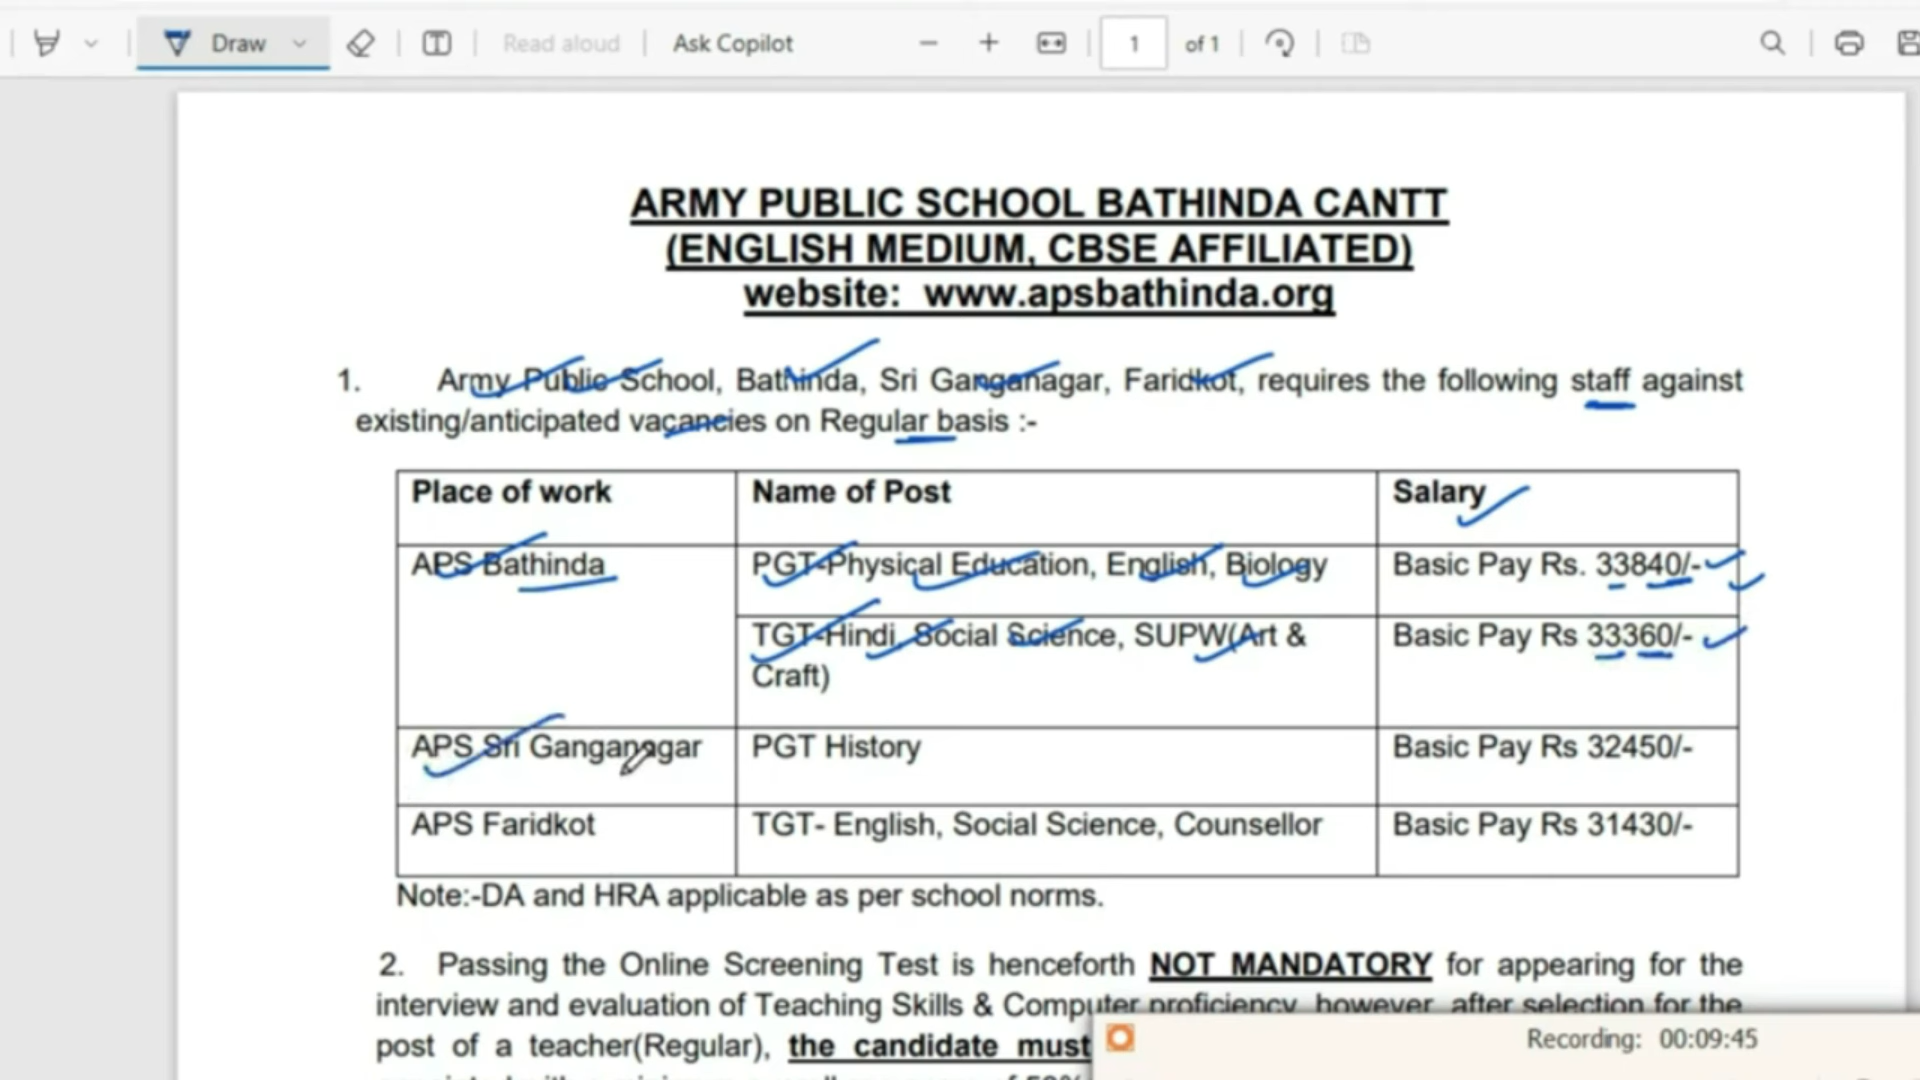 Draw
Read aloud
Ask Copilot
1 of 1
ARMY PUBLIC SCHOOL BATHINDA CANTT
(ENGLISH MEDIUM, CBSE AFFILIATED)
website: www.apsbathinda.org
1. Army Public School, Bathinda, Sri Ganganagar, Faridkot, requires the following staff against
existing/anticipated vacancies on Regular basis :-
Place of work Name of Post Salary
APS Bathinda PGT-Physical Education, English, Biology Basic Pay Rs. 33840/-
TGT-Hindi, Social Science, SUPW(Art & Basic Pay Rs 33360/-
Craft)
APS Sri Ganganagar PGT History Basic Pay Rs 32450/-
APS Faridkot TGT- English, Social Science, Counsellor Basic Pay Rs 31430/-
Note:-DA and HRA applicable as per school norms.
2. Passing the Online Screening Test is henceforth NOT MANDATORY for appearing for the
interview and evaluation of Teaching Skills & Computer proficiency, however, after selection for the
post of a teacher(Regular), the candidate must
Recording: 00:09:45